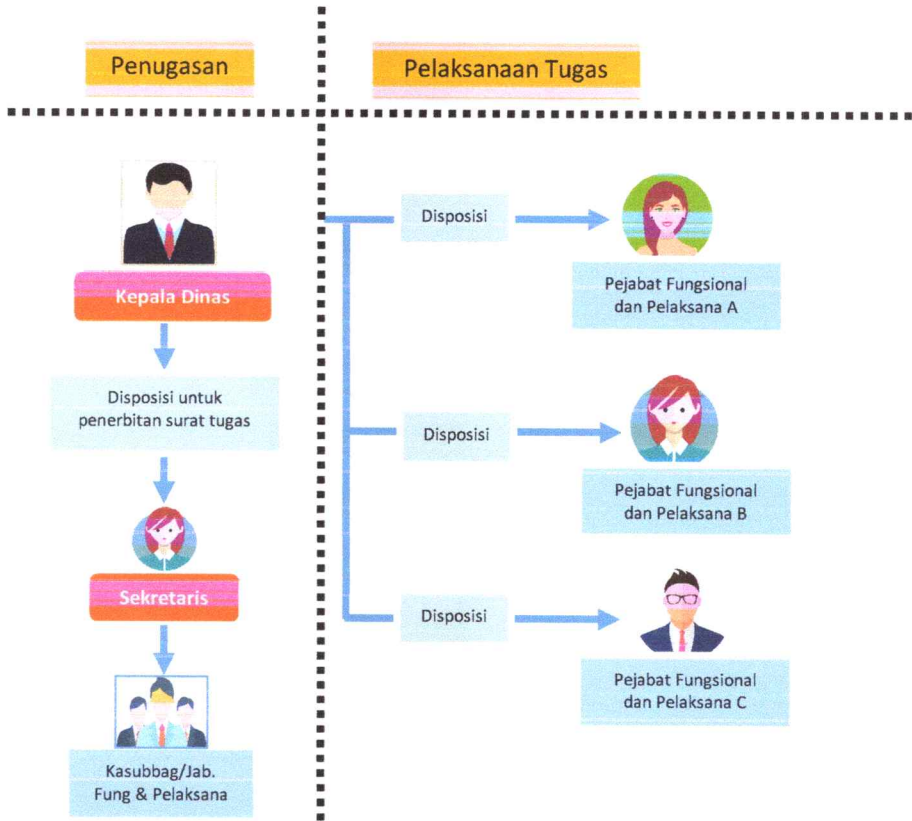 Penugasan
Pelaksanaan Tugas
Kepala Dinas
Disposisi untuk
penerbitan surat tugas
Sekretaris
Kasubbag/Jab.
Fung & Pelaksana
Disposisi
Pejabat Fungsional
dan Pelaksana A
Disposisi
Pejabat Fungsional
dan Pelaksana B
Disposisi
Pejabat Fungsional
dan Pelaksana C